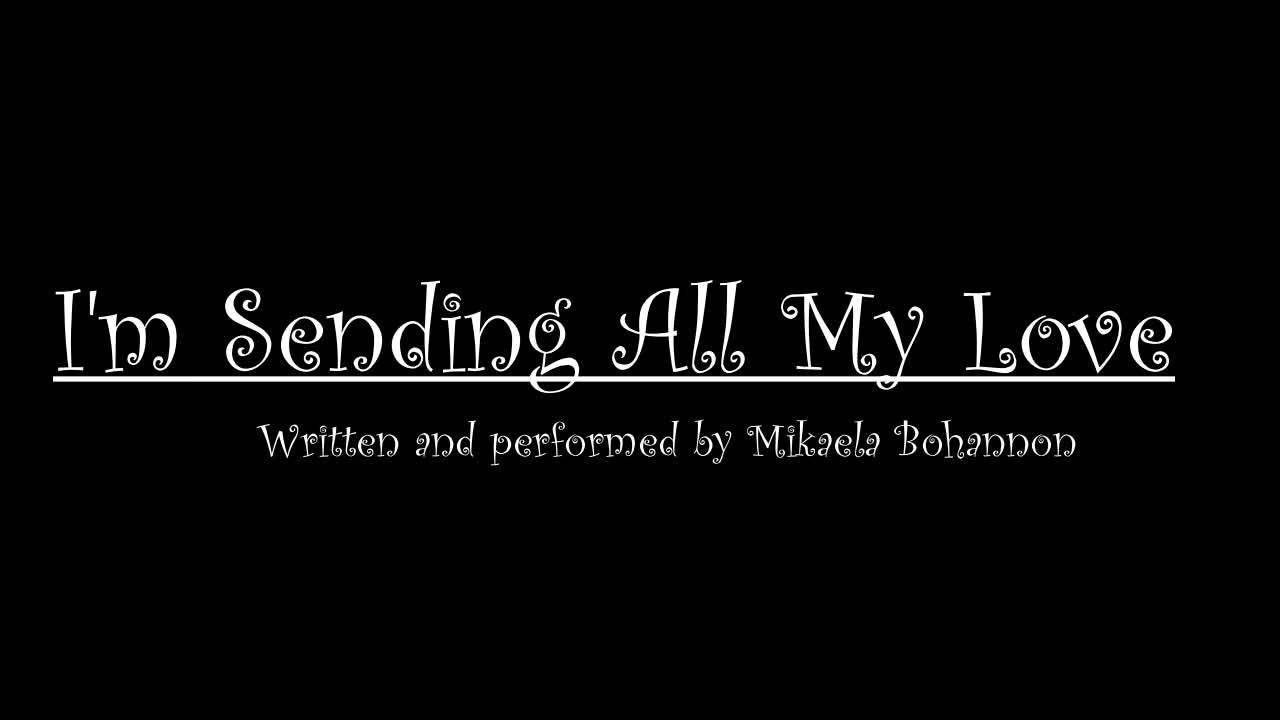 I'm Sending All My Love
Written and performed by Mikaela Bohannon